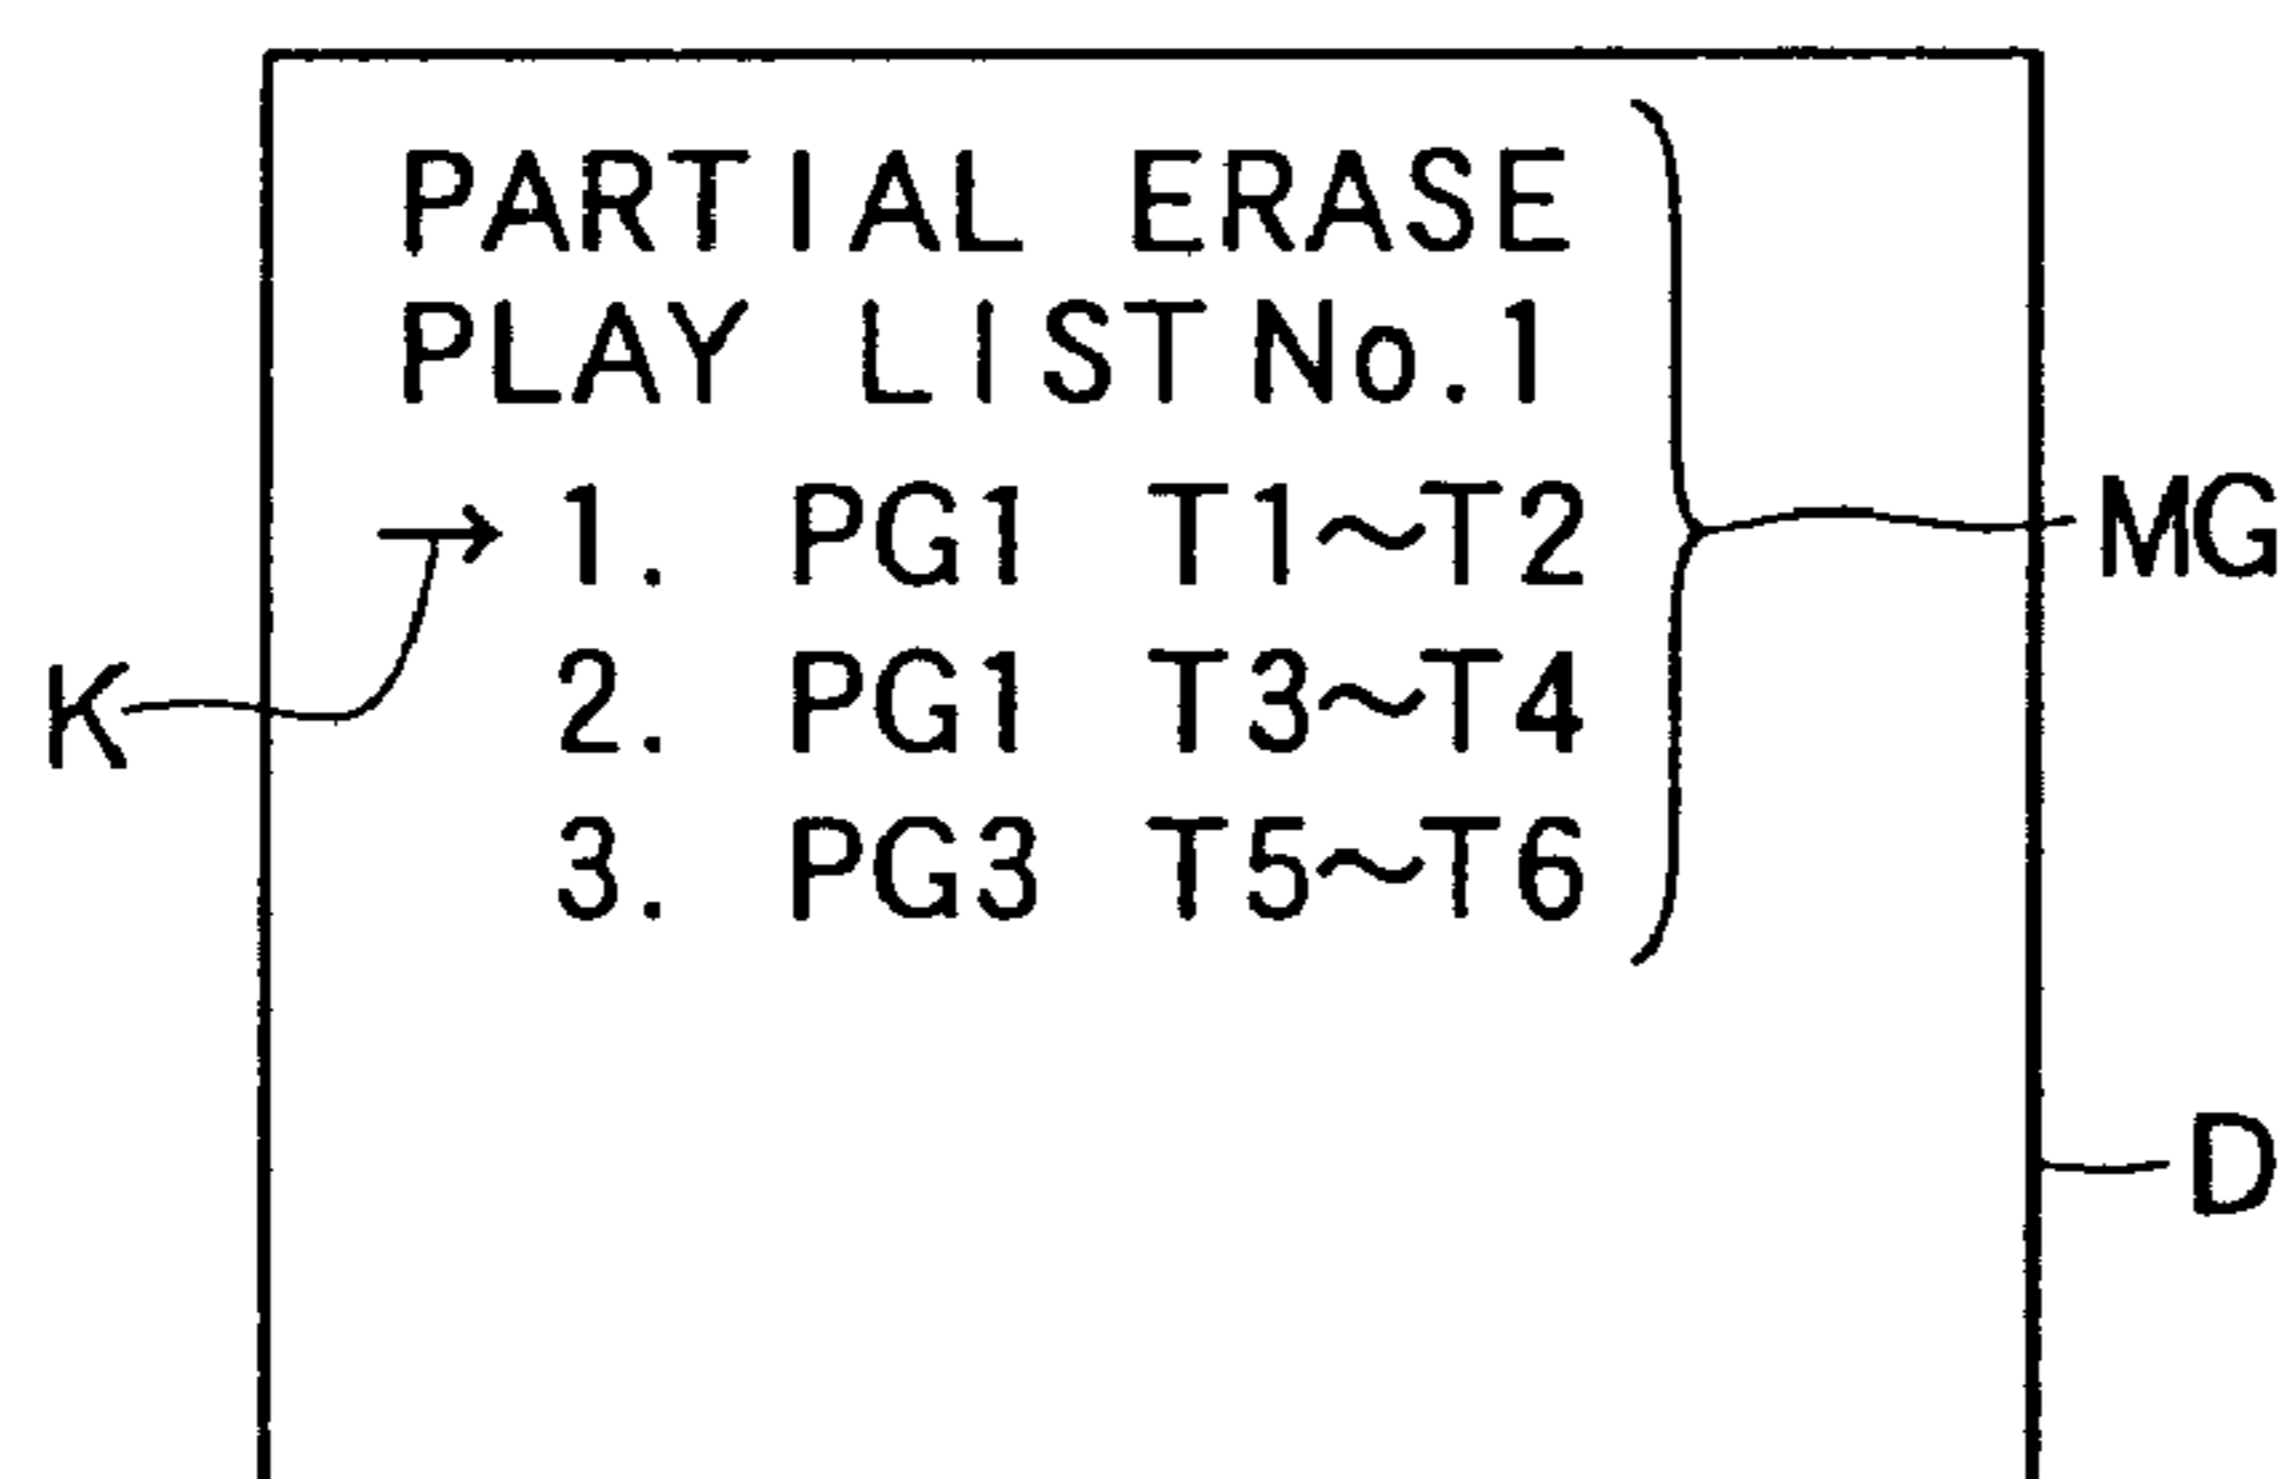 PARTIAL ERASE
PLAY LIST No.1
→ 1. PG1 T1~T2
2. PG1 T3~T4
3. PG3 T5~T6
MG
K
D